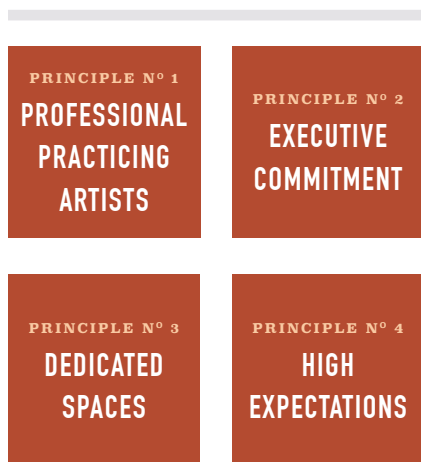 PRINCIPLE Nº 1
PROFESSIONAL
PRACTICING
ARTISTS
PRINCIPLE Nº 2
EXECUTIVE
COMMITMENT
PRINCIPLE Nº 3
DEDICATED
SPACES
PRINCIPLE Nº 4
HIGH
EXPECTATIONS